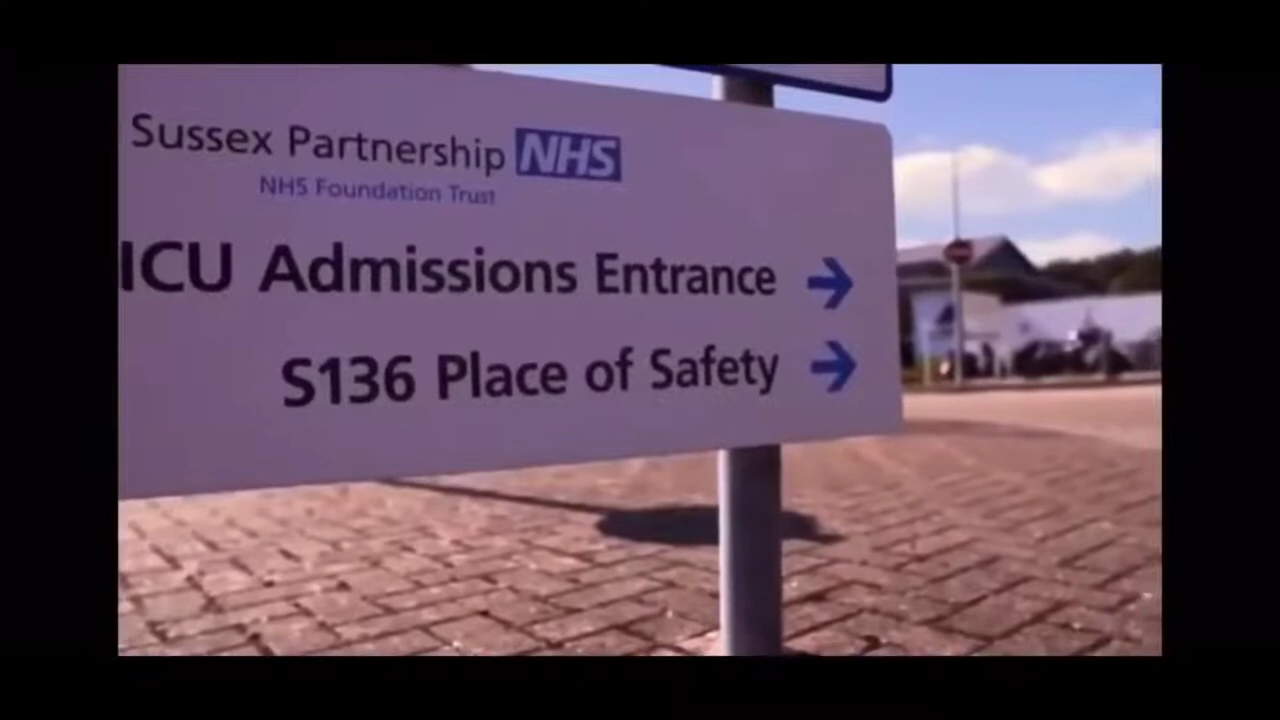 Sussex Partnership NHS
NHS Foundation Trust
ICU Admissions Entrance
S136 Place of Safety